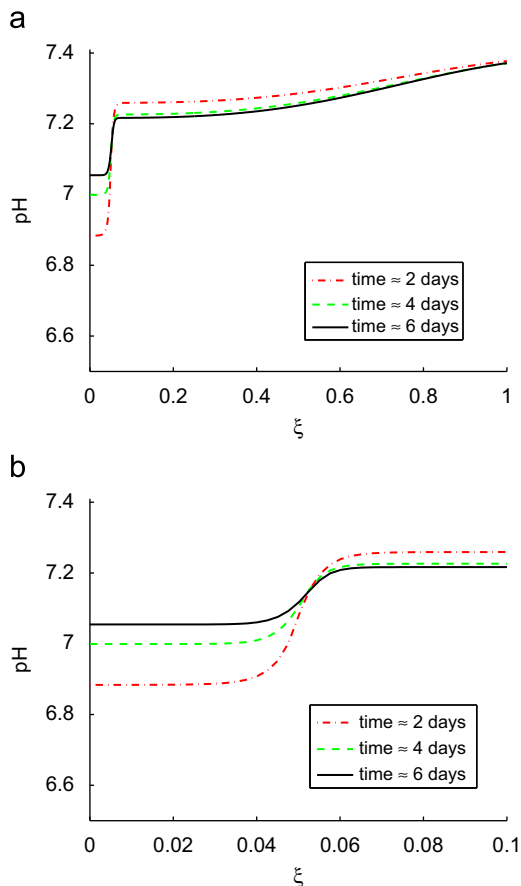 a
7.4
7.2
7
6.8
6.6
pH
0
0.2
0.4
0.6
0.8
1
ξ
time ≈ 2 days
time ≈ 4 days
time ≈ 6 days
b
7.4
7.2
7
6.8
6.6
pH
0
0.02
0.04
0.06
0.08
0.1
ξ
time ≈ 2 days
time ≈ 4 days
time ≈ 6 days